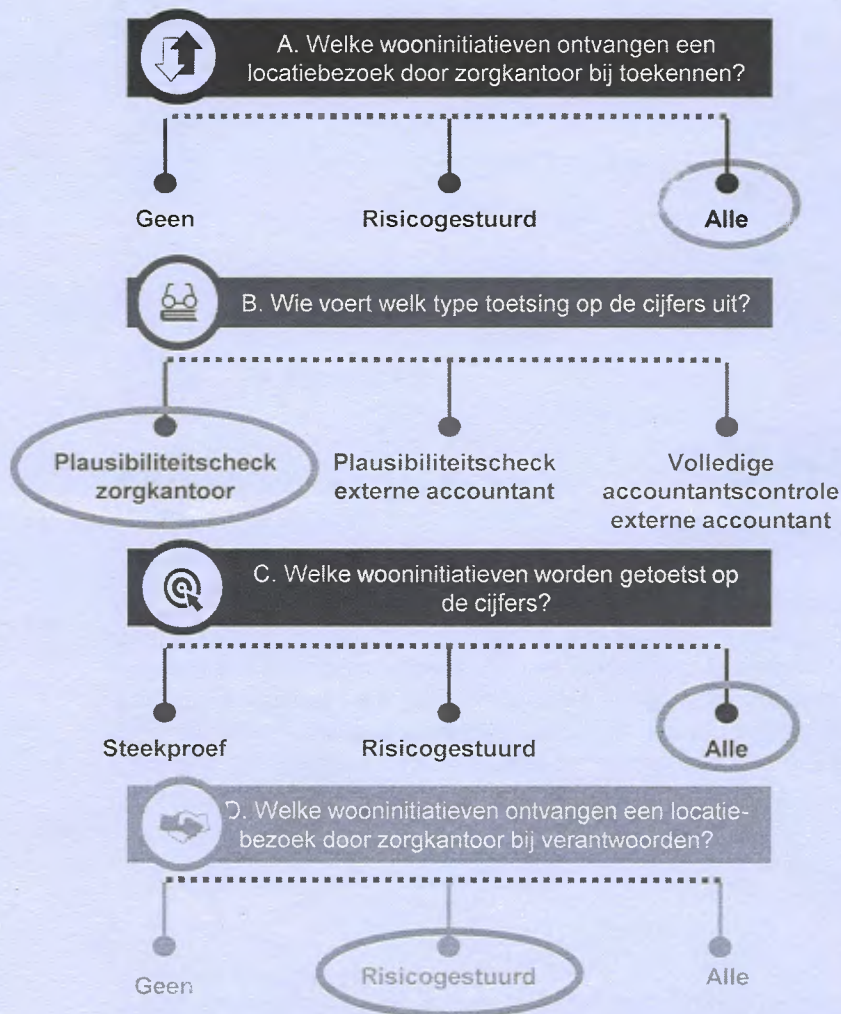 A. Welke wooninitiatieven ontvangen een
locatiebezoek door zorgkantoor bij toekennen?
Geen
Risicogestuurd
Alle
B. Wie voert welk type toetsing op de cijfers uit?
Plausibiliteitscheck
zorgkantoor
Plausibiliteitscheck
externe accountant
Volledige
accountantscontrole
externe accountant
C. Welke wooninitiatieven worden getoetst op
de cijfers?
Steekproef
Risicogestuurd
Alle
D. Welke wooninitiatieven ontvangen een locatie-
bezoek door zorgkantoor bij verantwoorden?
Geen
Risicogestuurd
Alle